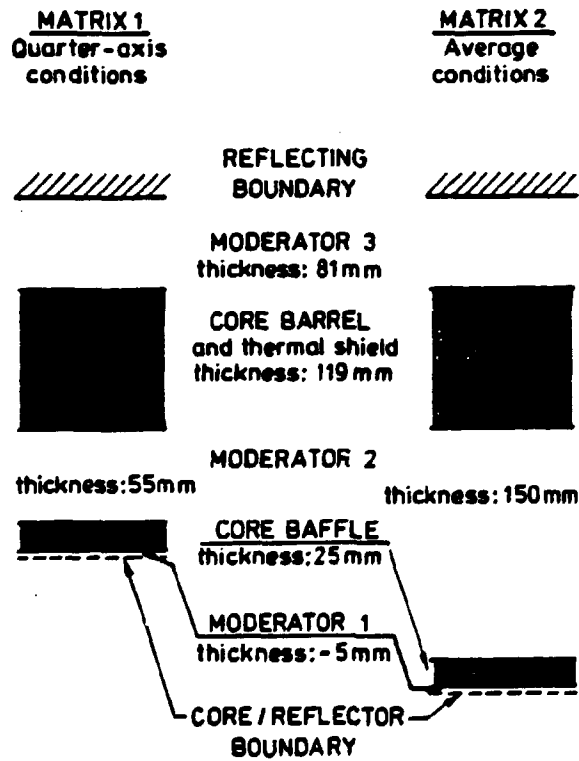 MATRIX 1
Quarter-axis
conditions
MATRIX 2
Average
conditions
REFLECTING
BOUNDARY
MODERATOR 3
thickness: 81mm
CORE BARREL
and thermal shield
thickness: 119 mm
MODERATOR 2
thickness:55mm
thickness:150mm
CORE BAFFLE
thickness:25mm
MODERATOR 1
thickness:-5mm
CORE/REFLECTOR
BOUNDARY